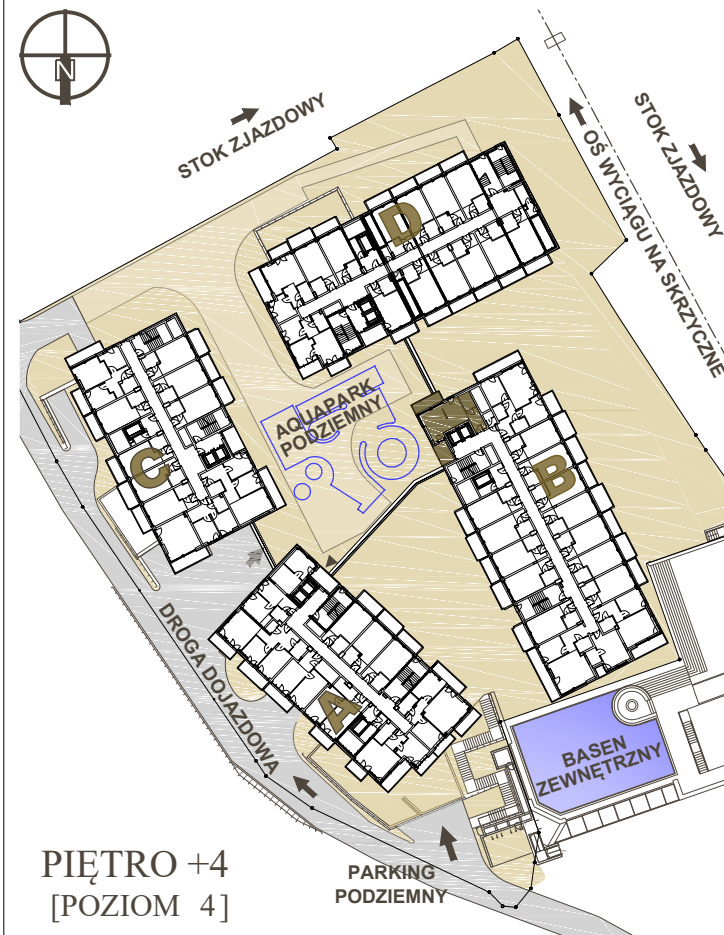 N
STOK ZJAZDOWY
STOK ZJAZDOWY
OŚ WYCIĄGU NA SKRZYCZNE
D
AQUAPARK
PODZIEMNY
C
B
A
DROGA DOJAZDOWA
BASEN
ZEWNĘTRZNY
PIĘTRO +4
[POZIOM 4]
PARKING
PODZIEMNY